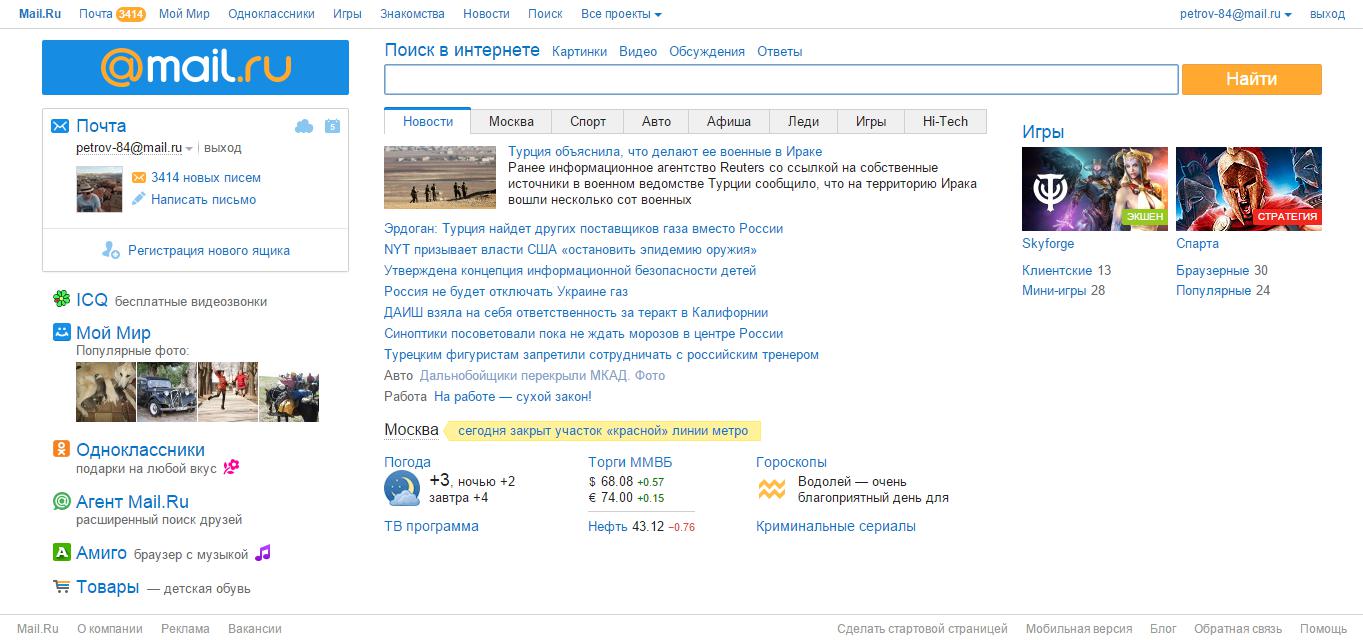 Mail.Ru Почта 3414 Мой Мир Одноклассники Игры Знакомства Новости Поиск Все проекты petrov-84@mail.ru выход
@mail.ru
Почта
5
petrov-84@mail.ru выход
3414 новых писем
Написать письмо
Регистрация нового ящика
ICQ бесплатные видеозвонки
Мой Мир
Популярные фото:
Одноклассники
подарки на любой вкус
Агент Mail.Ru
расширенный поиск друзей
Амиго браузер с музыкой
Товары — детская обувь
Поиск в интернете Картинки Видео Обсуждения Ответы
Найти
Новости Москва Спорт Авто Афиша Леди Игры Hi-Tech
Турция объяснила, что делают ее военные в Ираке
Ранее информационное агентство Reuters со ссылкой на собственные
источники в военном ведомстве Турции сообщило, что на территорию Ирака
вошли несколько сот военных
Эрдоган: Турция найдет других поставщиков газа вместо России
NYT призывает власти США «остановить эпидемию оружия»
Утверждена концепция информационной безопасности детей
Россия не будет отключать Украине газ
ДАИШ взяла на себя ответственность за теракт в Калифорнии
Синоптики посоветовали пока не ждать морозов в центре России
Турецким фигуристам запретили сотрудничать с российским тренером
Авто Дальнобойщики перекрыли МКАД. Фото
Работа На работе — сухой закон!
Москва сегодня закрыт участок «красной» линии метро
Погода
+3, ночью +2
завтра +4
ТВ программа
Торги ММВБ
$ 68.08 +0.57
€ 74.00 +0.15
Нефть 43.12 −0.76
Гороскопы
Водолей — очень
благоприятный день для
Криминальные сериалы
Игры
ЭКШЕН
СТРАТЕГИЯ
Skyforge
Спарта
Клиентские 13
Браузерные 30
Мини-игры 28
Популярные 24
Mail.Ru О компании Реклама Вакансии Сделать стартовой страницей Мобильная версия Блог Обратная связь Помощь